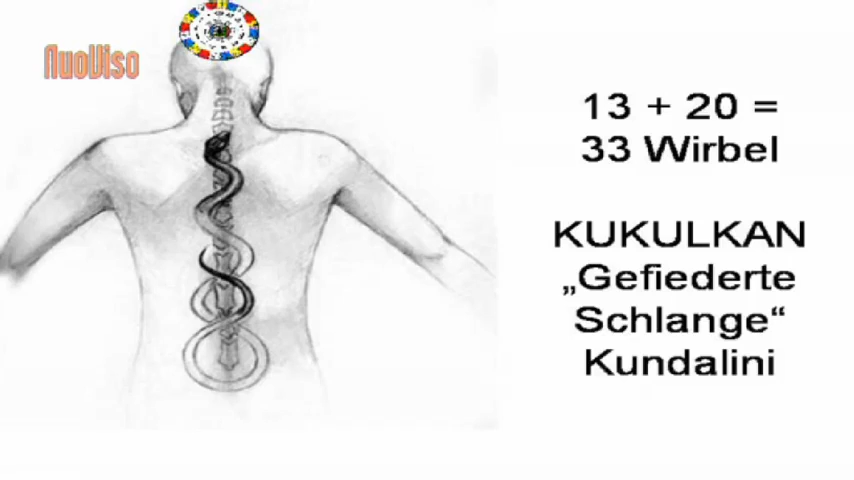 NuoViso
13 + 20 =
33 Wirbel
KUKULKAN
„Gefiederte
Schlange“
Kundalini